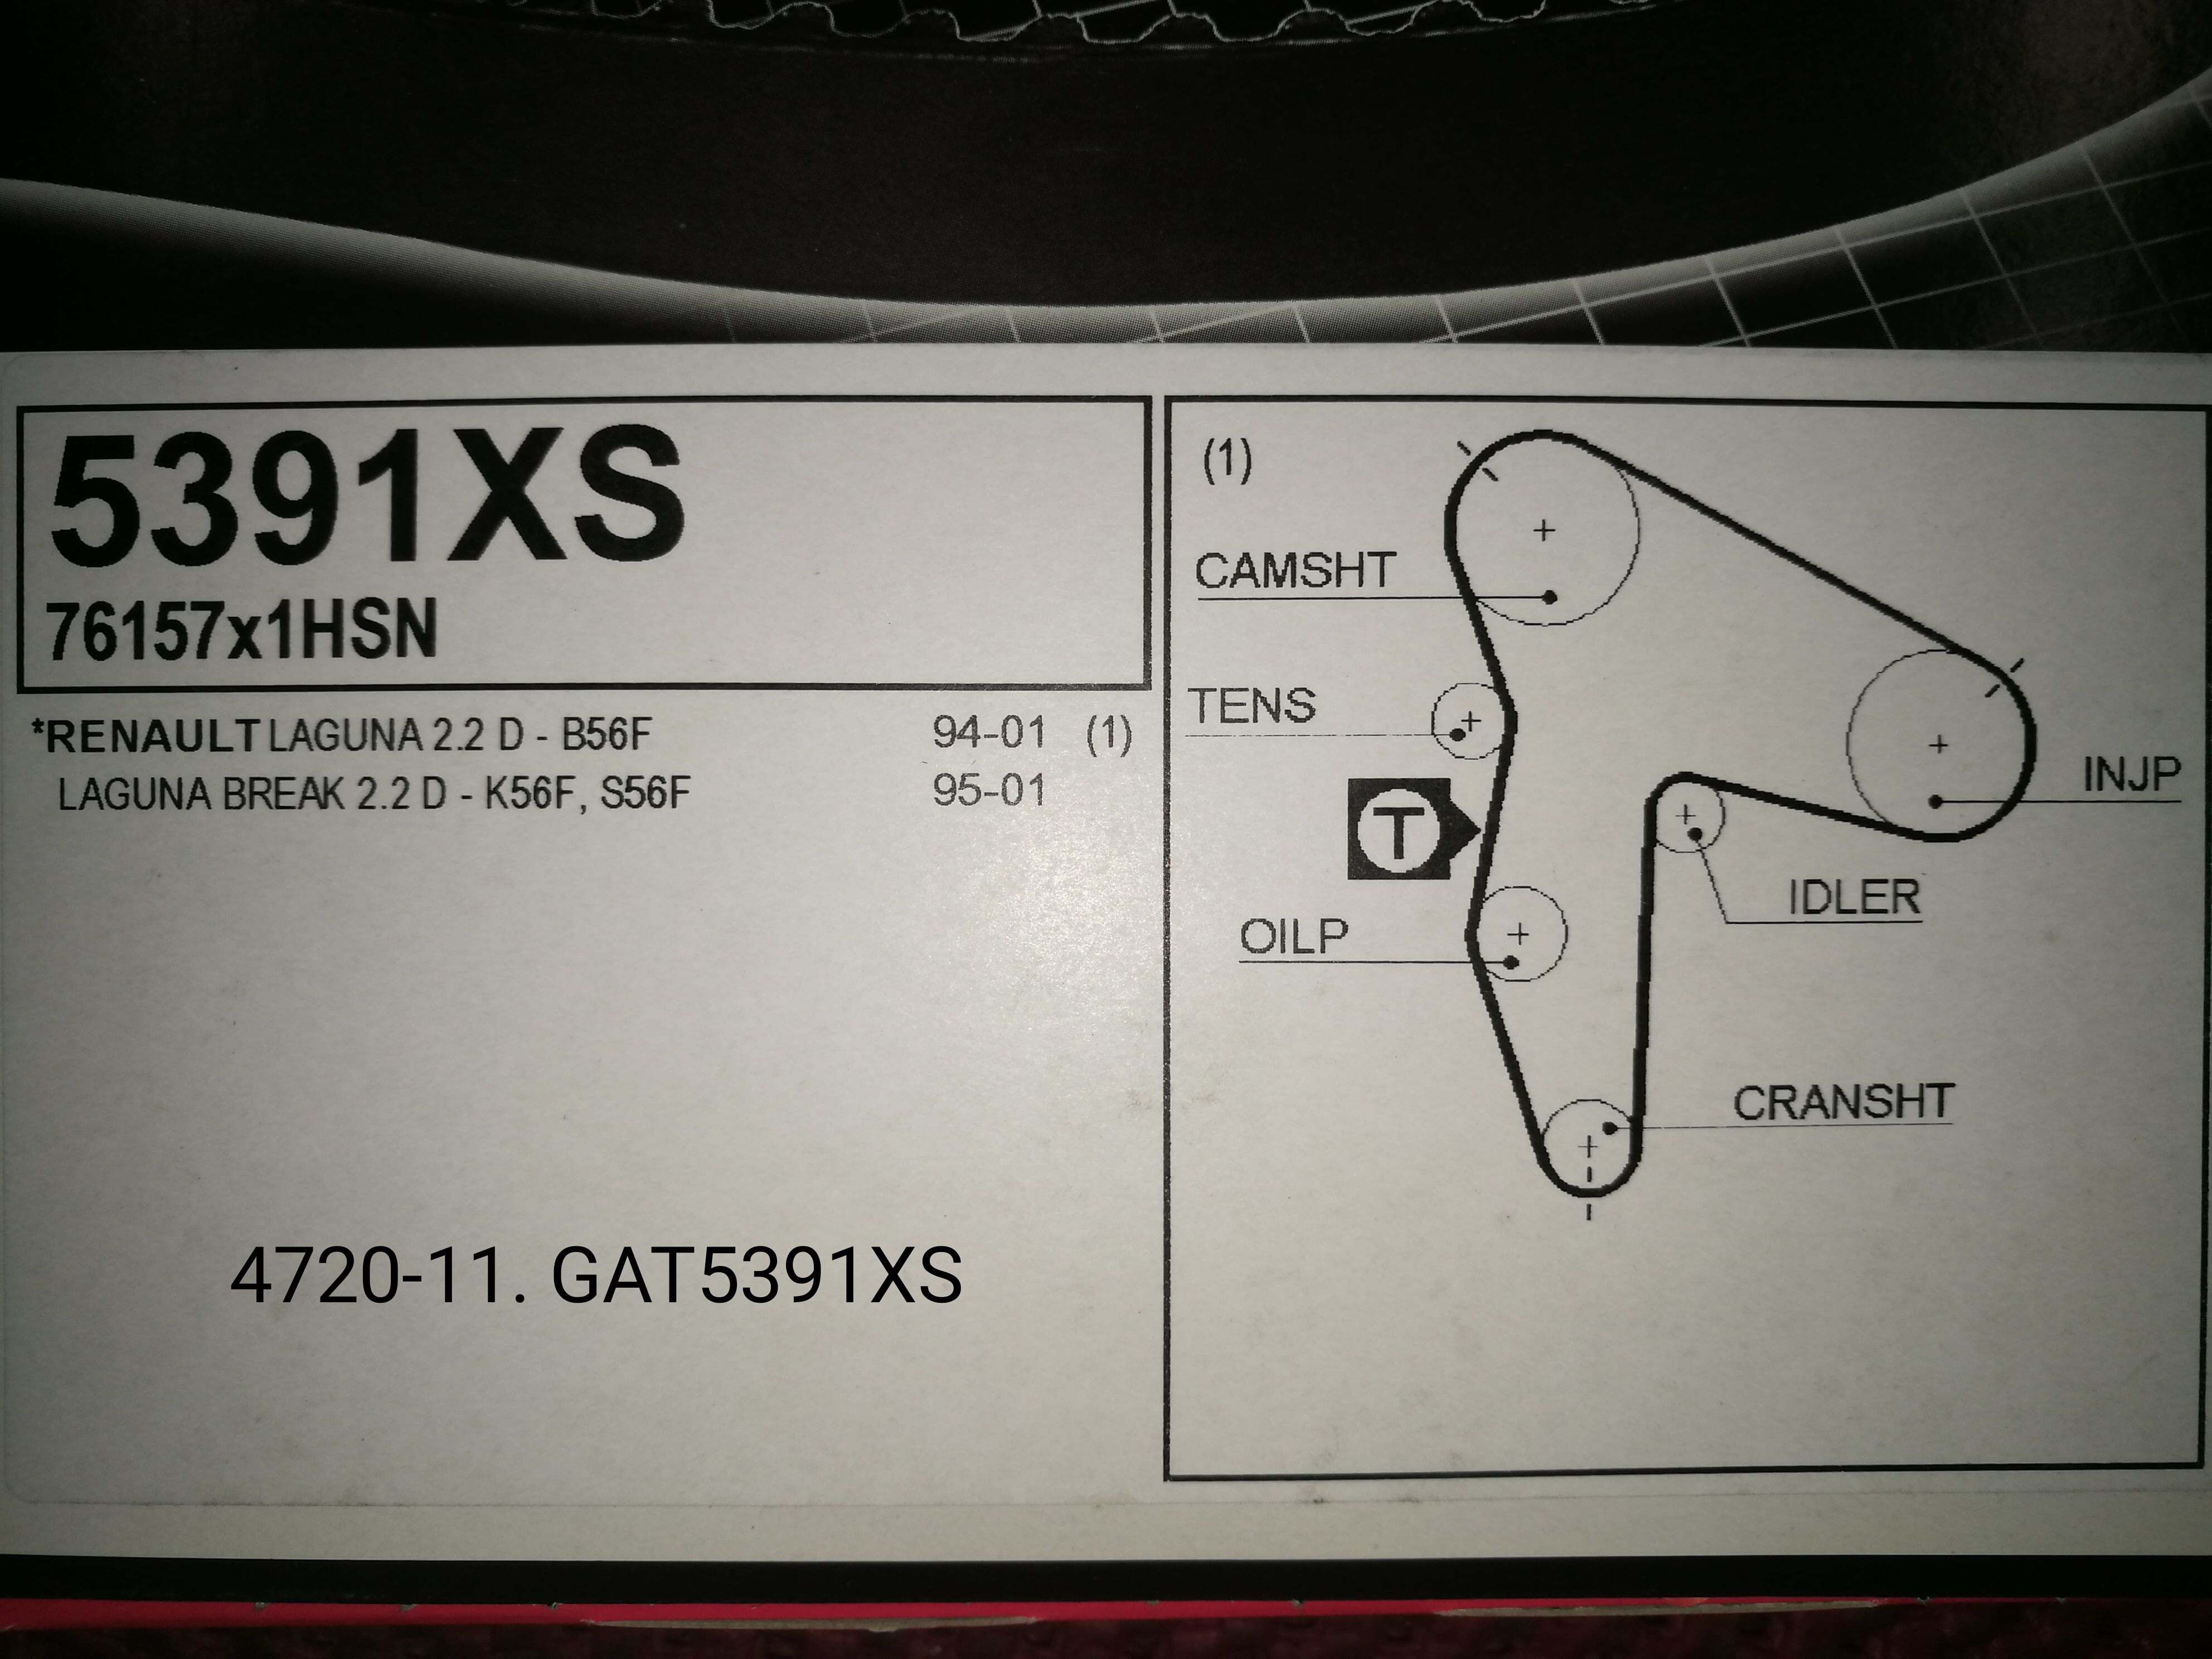 5391XS
76157x1HSN
*RENAULT LAGUNA 2.2 D - B56F 94-01 (1)
LAGUNA BREAK 2.2 D - K56F, S56F 95-01
4720-11. GAT5391XS
(1)
CAMSHT
TENS
INJP
T
IDLER
OILP
CRANSHT